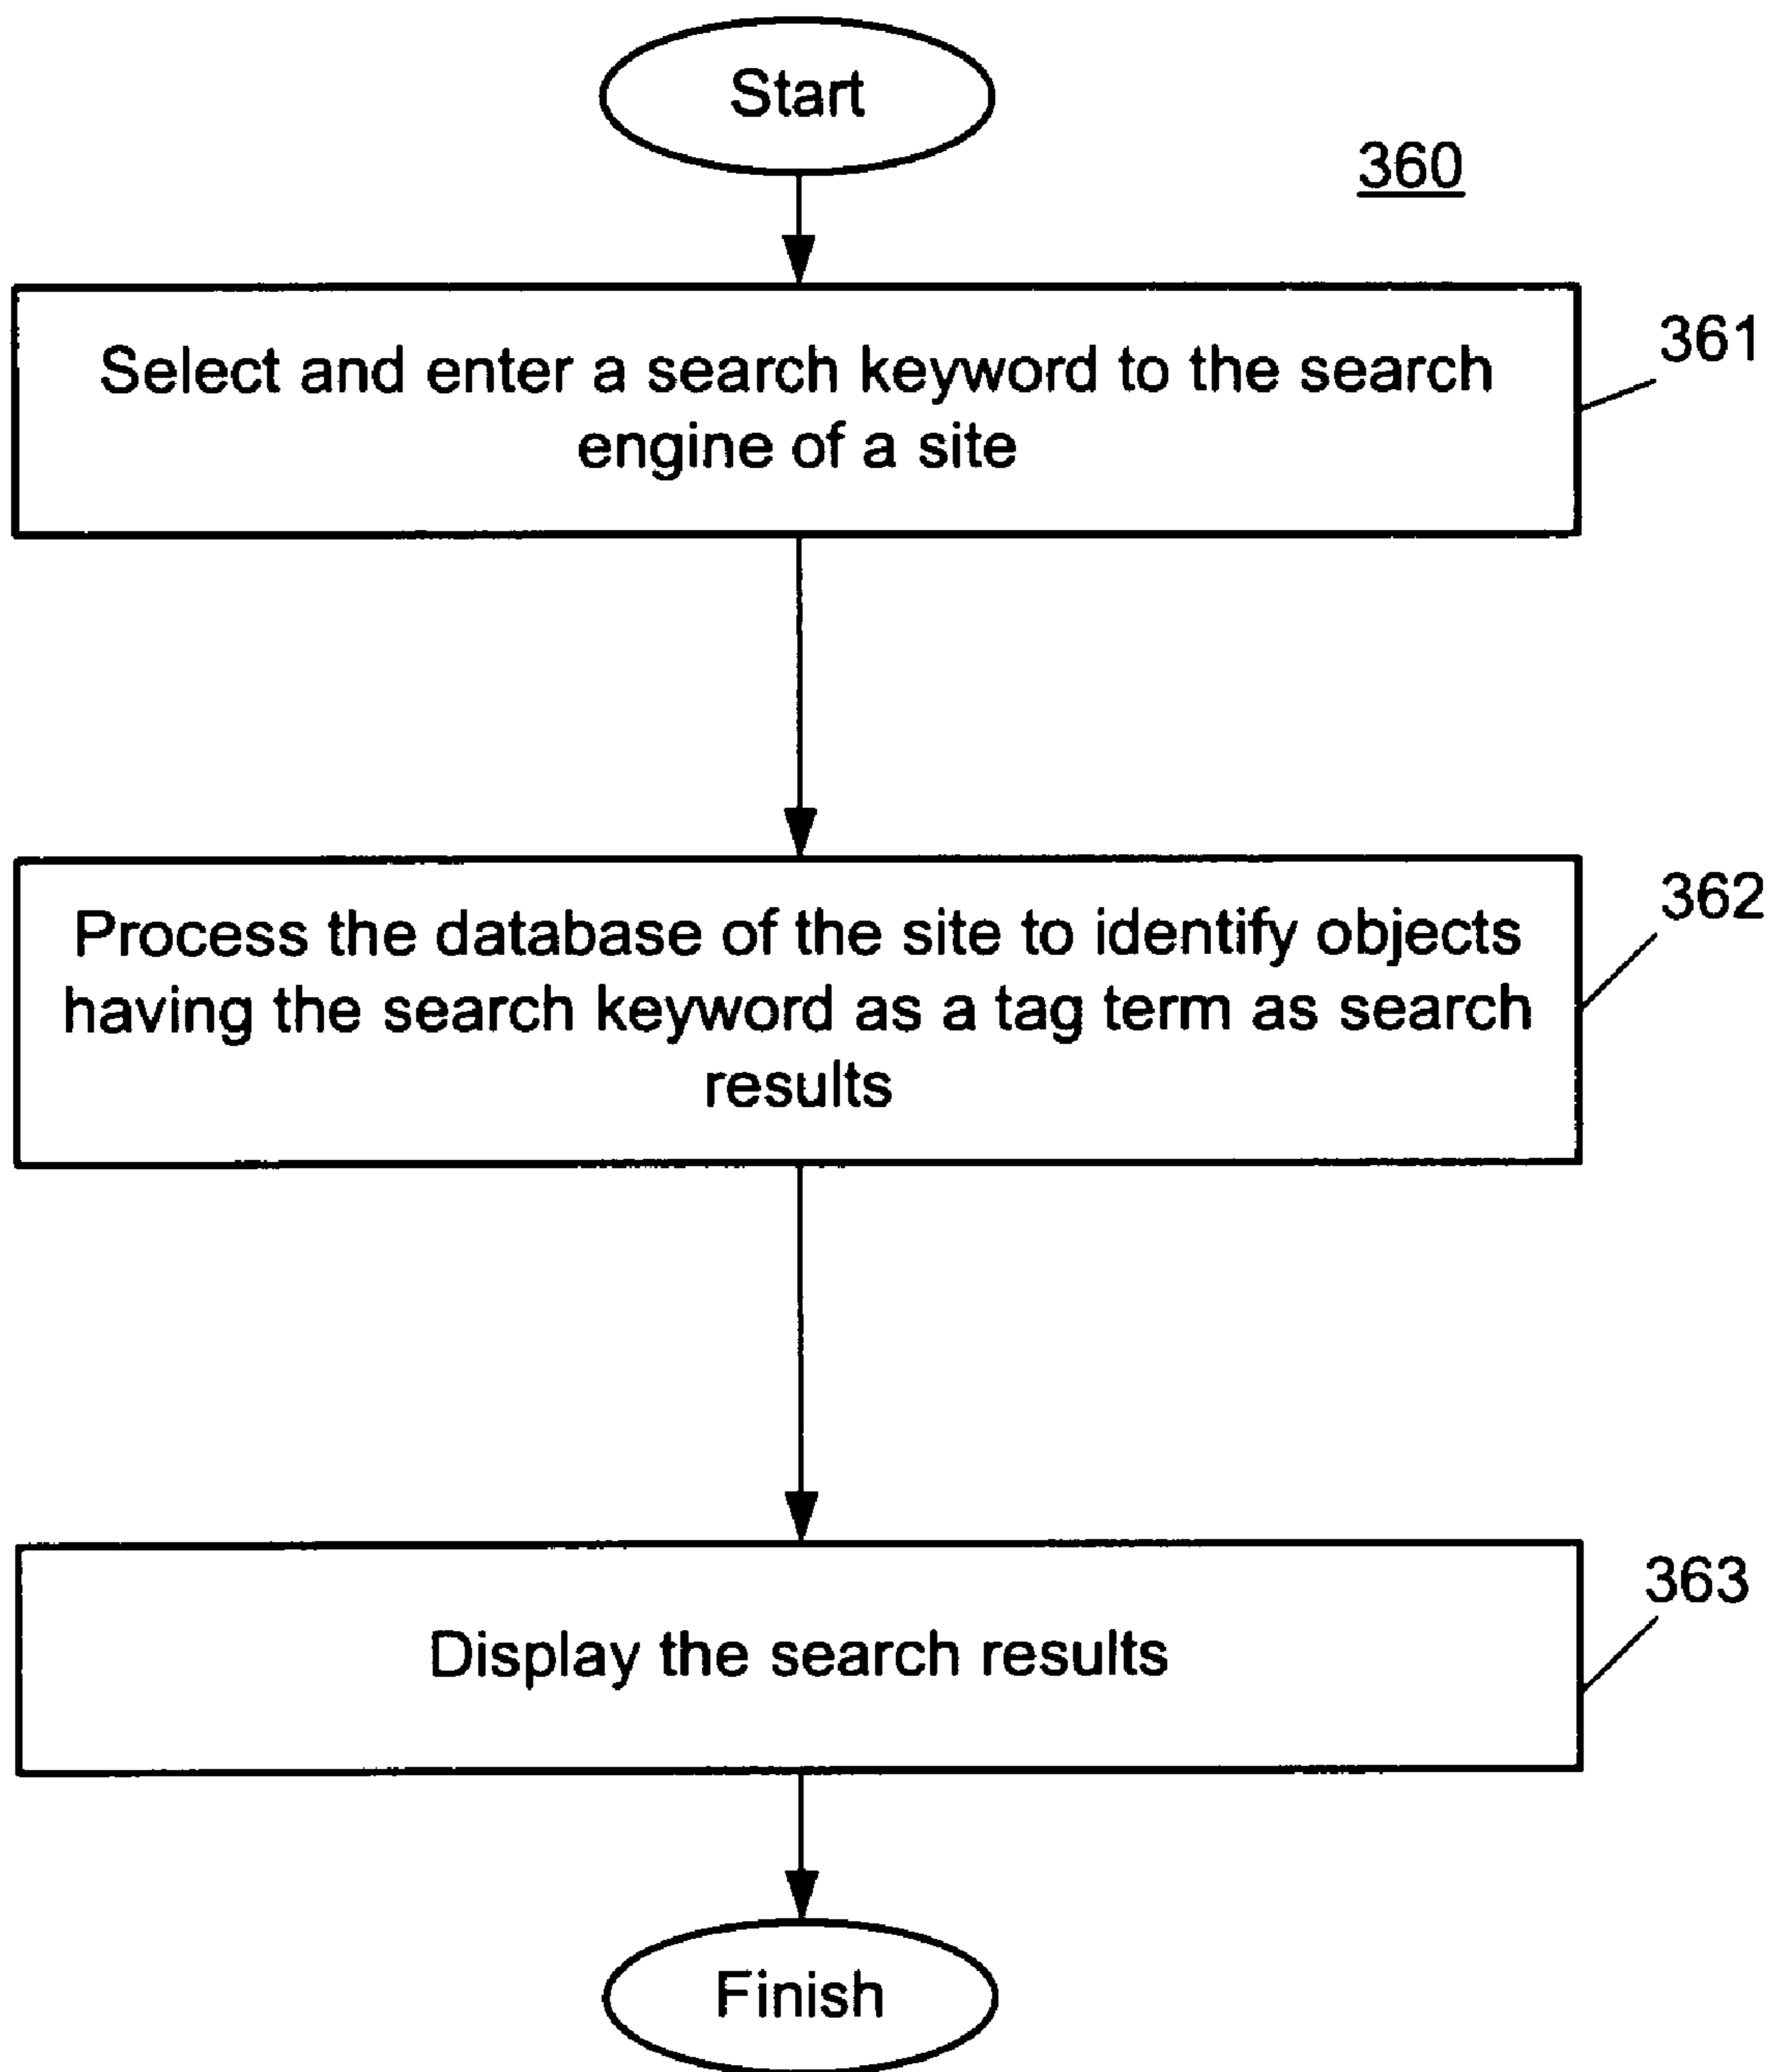 Start
360
Select and enter a search keyword to the search
engine of a site
361
Process the database of the site to identify objects
having the search keyword as a tag term as search
results
362
Display the search results
363
Finish